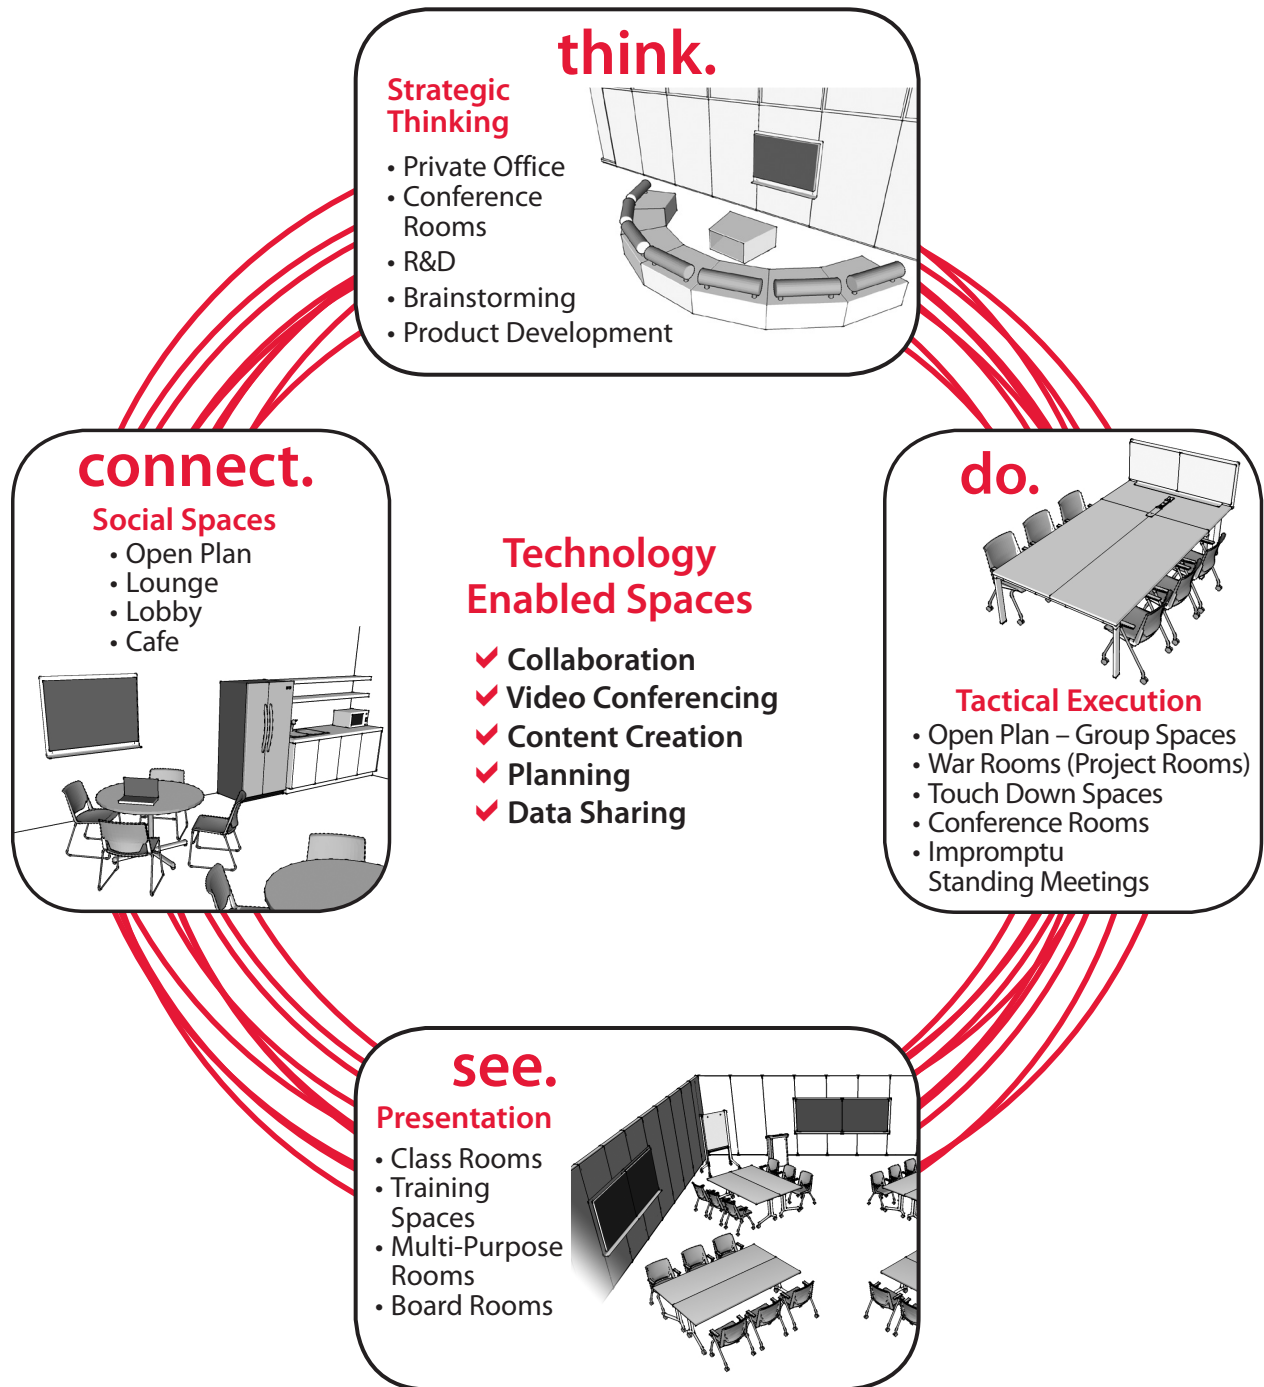 think.
Strategic
Thinking
• Private Office
• Conference
Rooms
• R&D
• Brainstorming
• Product Development
connect.
Social Spaces
• Open Plan
• Lounge
• Lobby
• Cafe
Technology
Enabled Spaces
✔ Collaboration
✔ Video Conferencing
✔ Content Creation
✔ Planning
✔ Data Sharing
do.
Tactical Execution
• Open Plan – Group Spaces
• War Rooms (Project Rooms)
• Touch Down Spaces
• Conference Rooms
• Impromptu
Standing Meetings
see.
Presentation
• Class Rooms
• Training
Spaces
• Multi-Purpose
Rooms
• Board Rooms